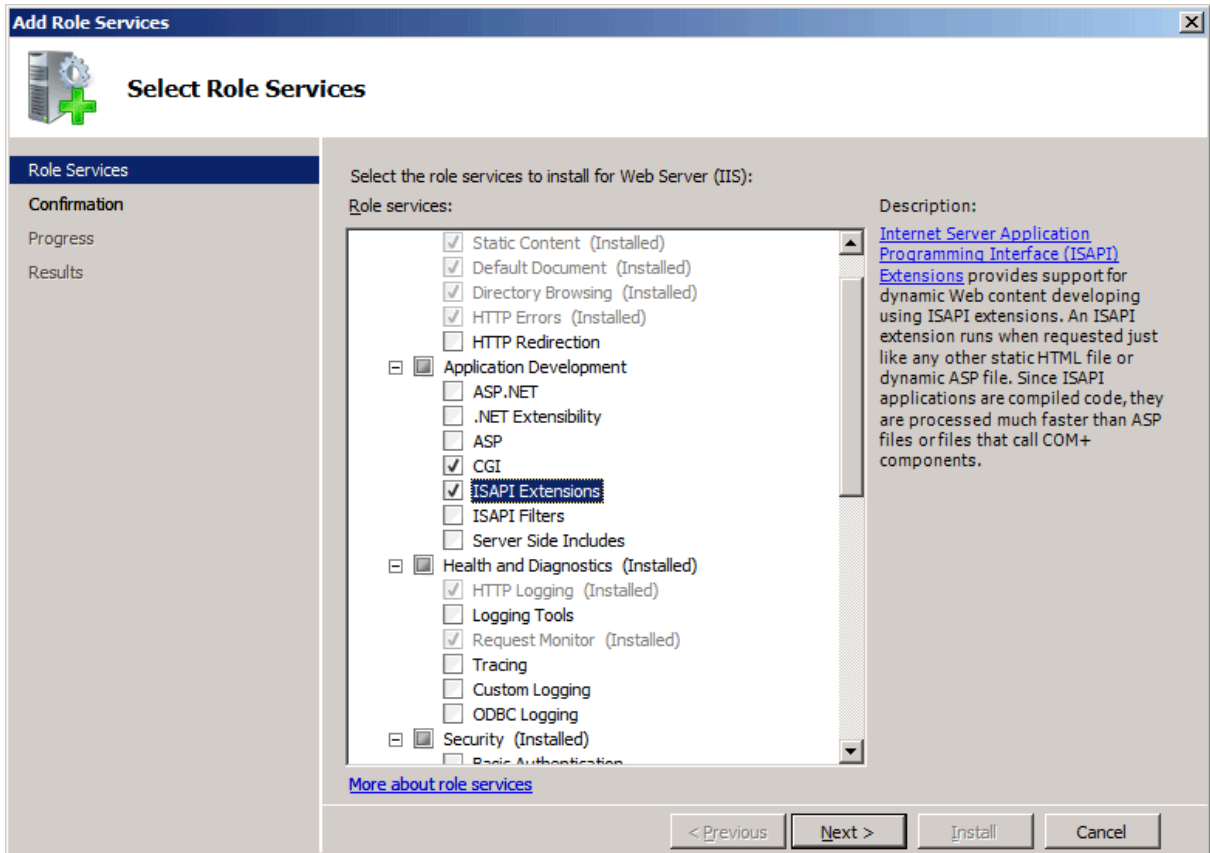 Add Role Services
Select Role Services
Role Services
Confirmation
Progress
Results
Select the role services to install for Web Server (IIS):
Role services:
Static Content (Installed)
Default Document (Installed)
Directory Browsing (Installed)
HTTP Errors (Installed)
HTTP Redirection
Application Development
ASP.NET
.NET Extensibility
ASP
CGI
ISAPI Extensions
ISAPI Filters
Server Side Includes
Health and Diagnostics (Installed)
HTTP Logging (Installed)
Logging Tools
Request Monitor (Installed)
Tracing
Custom Logging
ODBC Logging
Security (Installed)
Basic Authentication
More about role services
Description:
Internet Server Application
Programming Interface (ISAPI)
Extensions provides support for
dynamic Web content developing
using ISAPI extensions. An ISAPI
extension runs when requested just
like any other static HTML file or
dynamic ASP file. Since ISAPI
applications are compiled code, they
are processed much faster than ASP
files or files that call COM+
components.
< Previous
Next >
Install
Cancel